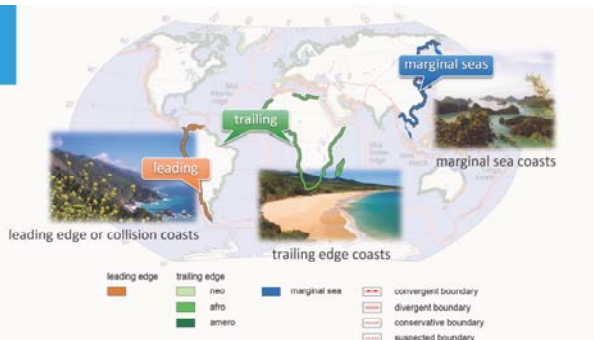 marginal seas
trailing
leading
marginal sea coasts
leading edge or collision coasts
trailing edge coasts
leading edge
trailing edge
neo
afro
amero
marginal sea
convergent boundary
divergent boundary
conservative boundary
suspected boundary